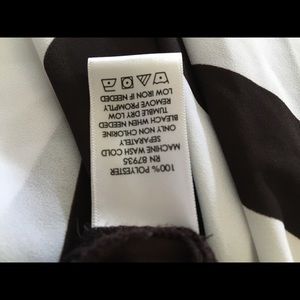 100% POLYESTER
RN 87935
MACHINE WASH COLD
SEPARATELY
ONLY NON CHLORINE
BLEACH WHEN NEEDED
TUMBLE DRY LOW
REMOVE PROMPTLY
LOW IRON IF NEEDED